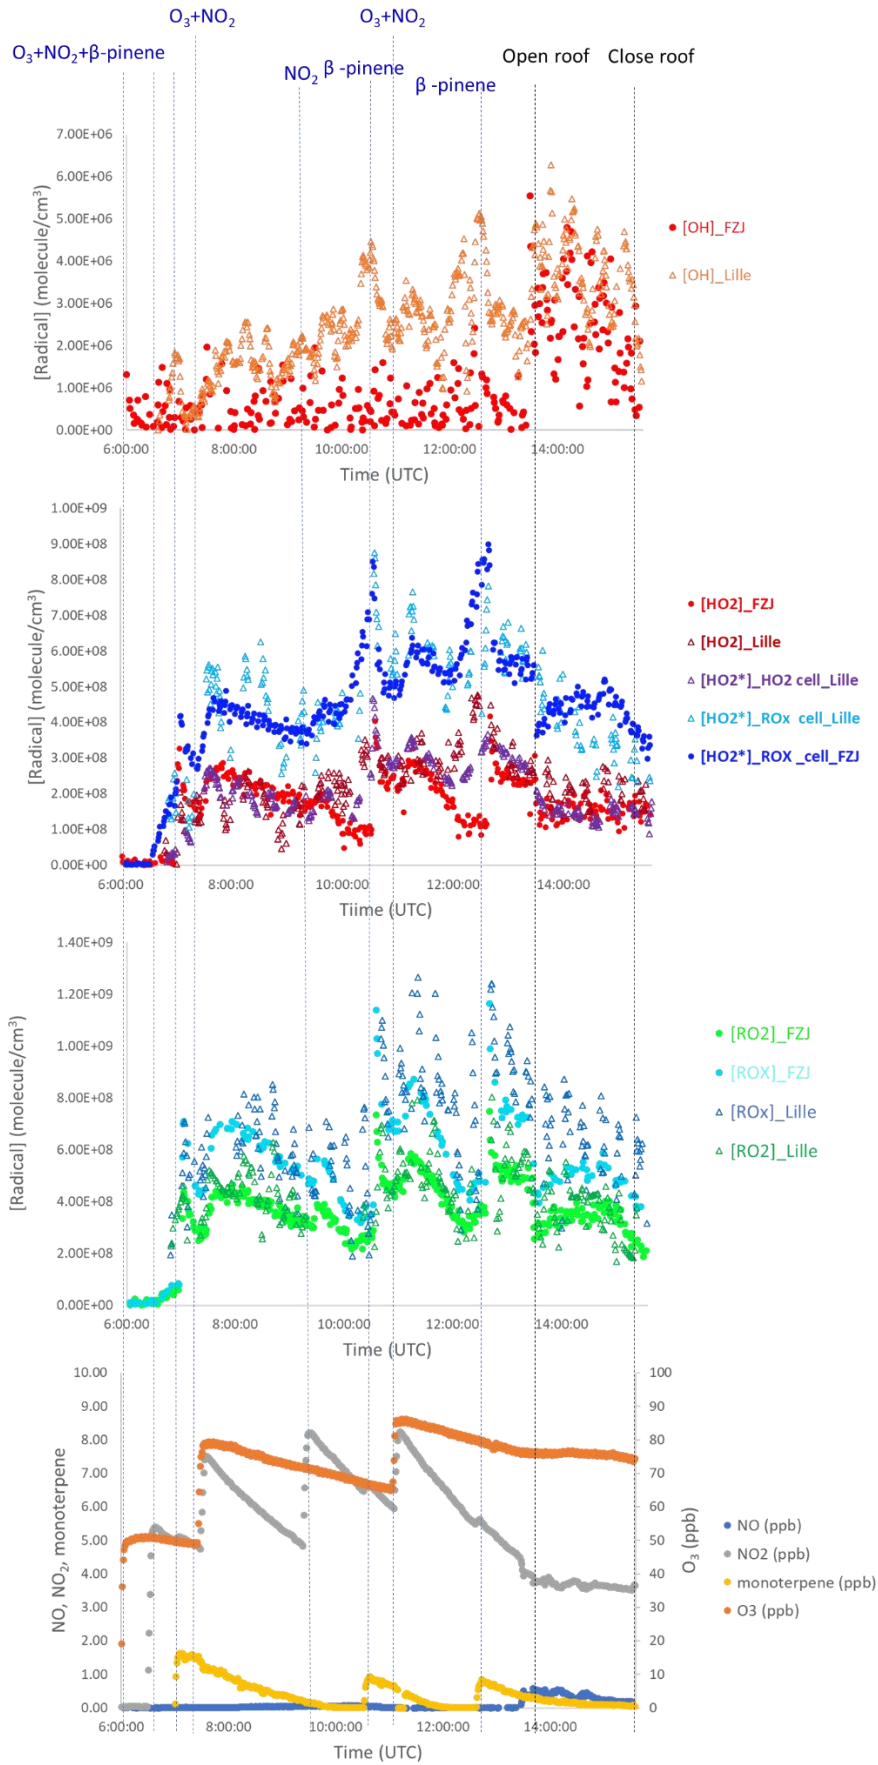 O3+NO2 O3+NO2
O3+NO2+β-pinene NO2 β -pinene β -pinene Open roof Close roof
7.00E+06
6.00E+06
5.00E+06
4.00E+06
3.00E+06
2.00E+06
1.00E+06
0.00E+00
[Radical] (molecule/cm³)
6:00:00 8:00:00 10:00:00 12:00:00 14:00:00
Time (UTC)
[OH]_FZJ
[OH]_Lille
1.00E+09
9.00E+08
8.00E+08
7.00E+08
6.00E+08
5.00E+08
4.00E+08
3.00E+08
2.00E+08
1.00E+08
0.00E+00
[Radical] (molecule/cm³)
6:00:00 8:00:00 10:00:00 12:00:00 14:00:00
Tiime (UTC)
[HO2]_FZJ
[HO2]_Lille
[HO2*]_HO2 cell_Lille
[HO2*]_ROx cell_Lille
[HO2*]_ROX _cell_FZJ
1.40E+09
1.20E+09
1.00E+09
8.00E+08
6.00E+08
4.00E+08
2.00E+08
0.00E+00
[Radical] (molecule/cm³)
6:00:00 8:00:00 10:00:00 12:00:00 14:00:00
Time (UTC)
[RO2]_FZJ
[ROX]_FZJ
[ROx]_Lille
[RO2]_Lille
10.00
9.00
8.00
7.00
6.00
5.00
4.00
3.00
2.00
1.00
0.00
NO, NO2, monoterpene
100
90
80
70
60
50
40
30
20
10
0
O3 (ppb)
6:00:00 8:00:00 10:00:00 12:00:00 14:00:00
Time (UTC)
NO (ppb)
NO2 (ppb)
monoterpene (ppb)
O3 (ppb)